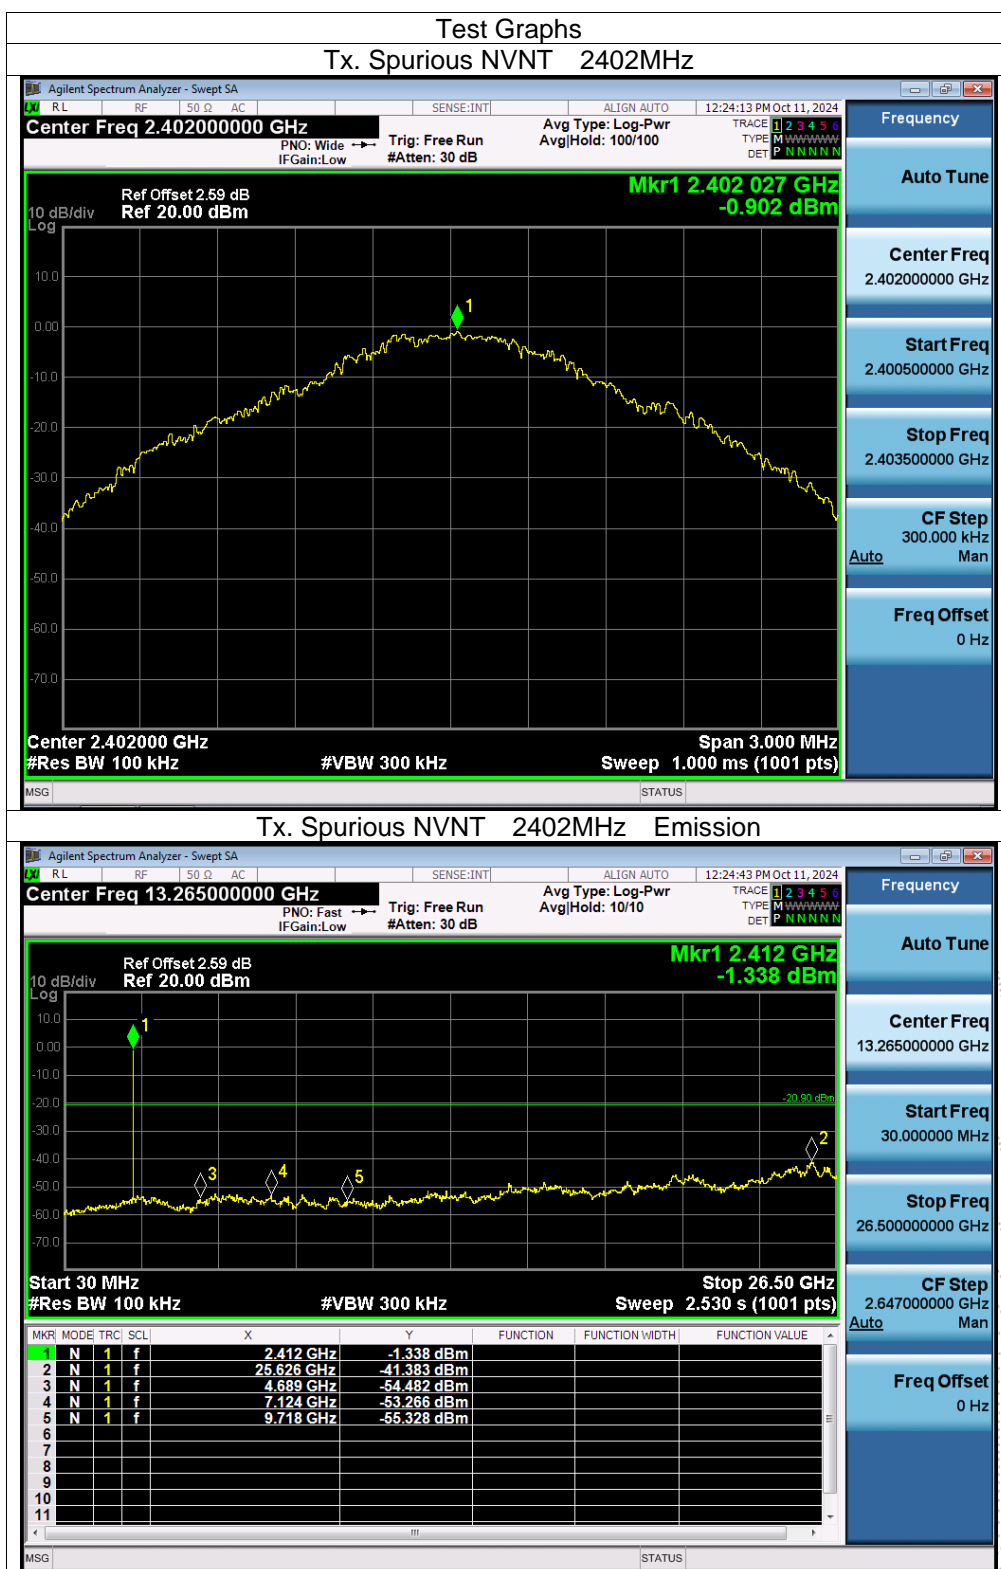 Test Graphs
Tx. Spurious NVNT 2402MHz
Agilent Spectrum Analyzer - Swept SA
LXI RL RF 50 Ω AC SENSE:INT ALIGN AUTO 12:24:13 PM Oct 11, 2024
Center Freq 2.402000000 GHz
PNO: Wide
IFGain:Low
Trig: Free Run
#Atten: 30 dB
Avg Type: Log-Pwr
Avg|Hold: 100/100
TRACE 1 2 3 4 5 6
TYPE M WWWWW
DET P N N N N N
Frequency
Auto Tune
Center Freq
2.402000000 GHz
Start Freq
2.400500000 GHz
Stop Freq
2.403500000 GHz
CF Step
300.000 kHz
Auto Man
Freq Offset
0 Hz
Mkr1 2.402 027 GHz
-0.902 dBm
Ref Offset 2.59 dB
10 dB/div Ref 20.00 dBm
Log
10.0
0.00
-10.0
-20.0
-30.0
-40.0
-50.0
-60.0
-70.0
1
Center 2.402000 GHz Span 3.000 MHz
#Res BW 100 kHz #VBW 300 kHz Sweep 1.000 ms (1001 pts)
MSG STATUS
Tx. Spurious NVNT 2402MHz Emission
Agilent Spectrum Analyzer - Swept SA
LXI RL RF 50 Ω AC SENSE:INT ALIGN AUTO 12:24:43 PM Oct 11, 2024
Center Freq 13.265000000 GHz
PNO: Fast
IFGain:Low
Trig: Free Run
#Atten: 30 dB
Avg Type: Log-Pwr
Avg|Hold: 10/10
TRACE 1 2 3 4 5 6
TYPE M WWWWW
DET P N N N N N
Frequency
Auto Tune
Center Freq
13.265000000 GHz
Start Freq
30.000000 MHz
Stop Freq
26.500000000 GHz
CF Step
2.647000000 GHz
Auto Man
Freq Offset
0 Hz
Mkr1 2.412 GHz
-1.338 dBm
Ref Offset 2.59 dB
10 dB/div Ref 20.00 dBm
Log
10.0
0.00
-10.0
-20.0
-30.0
-40.0
-50.0
-60.0
-70.0
-20.90 dBm
1
2
3
4
5
Start 30 MHz Stop 26.50 GHz
#Res BW 100 kHz #VBW 300 kHz Sweep 2.530 s (1001 pts)
MKR MODE TRC SCL X Y FUNCTION FUNCTION WIDTH FUNCTION VALUE
1 N 1 f 2.412 GHz -1.338 dBm
2 N 1 f 25.626 GHz -41.383 dBm
3 N 1 f 4.689 GHz -54.482 dBm
4 N 1 f 7.124 GHz -53.266 dBm
5 N 1 f 9.718 GHz -55.328 dBm
6
7
8
9
10
11
MSG STATUS